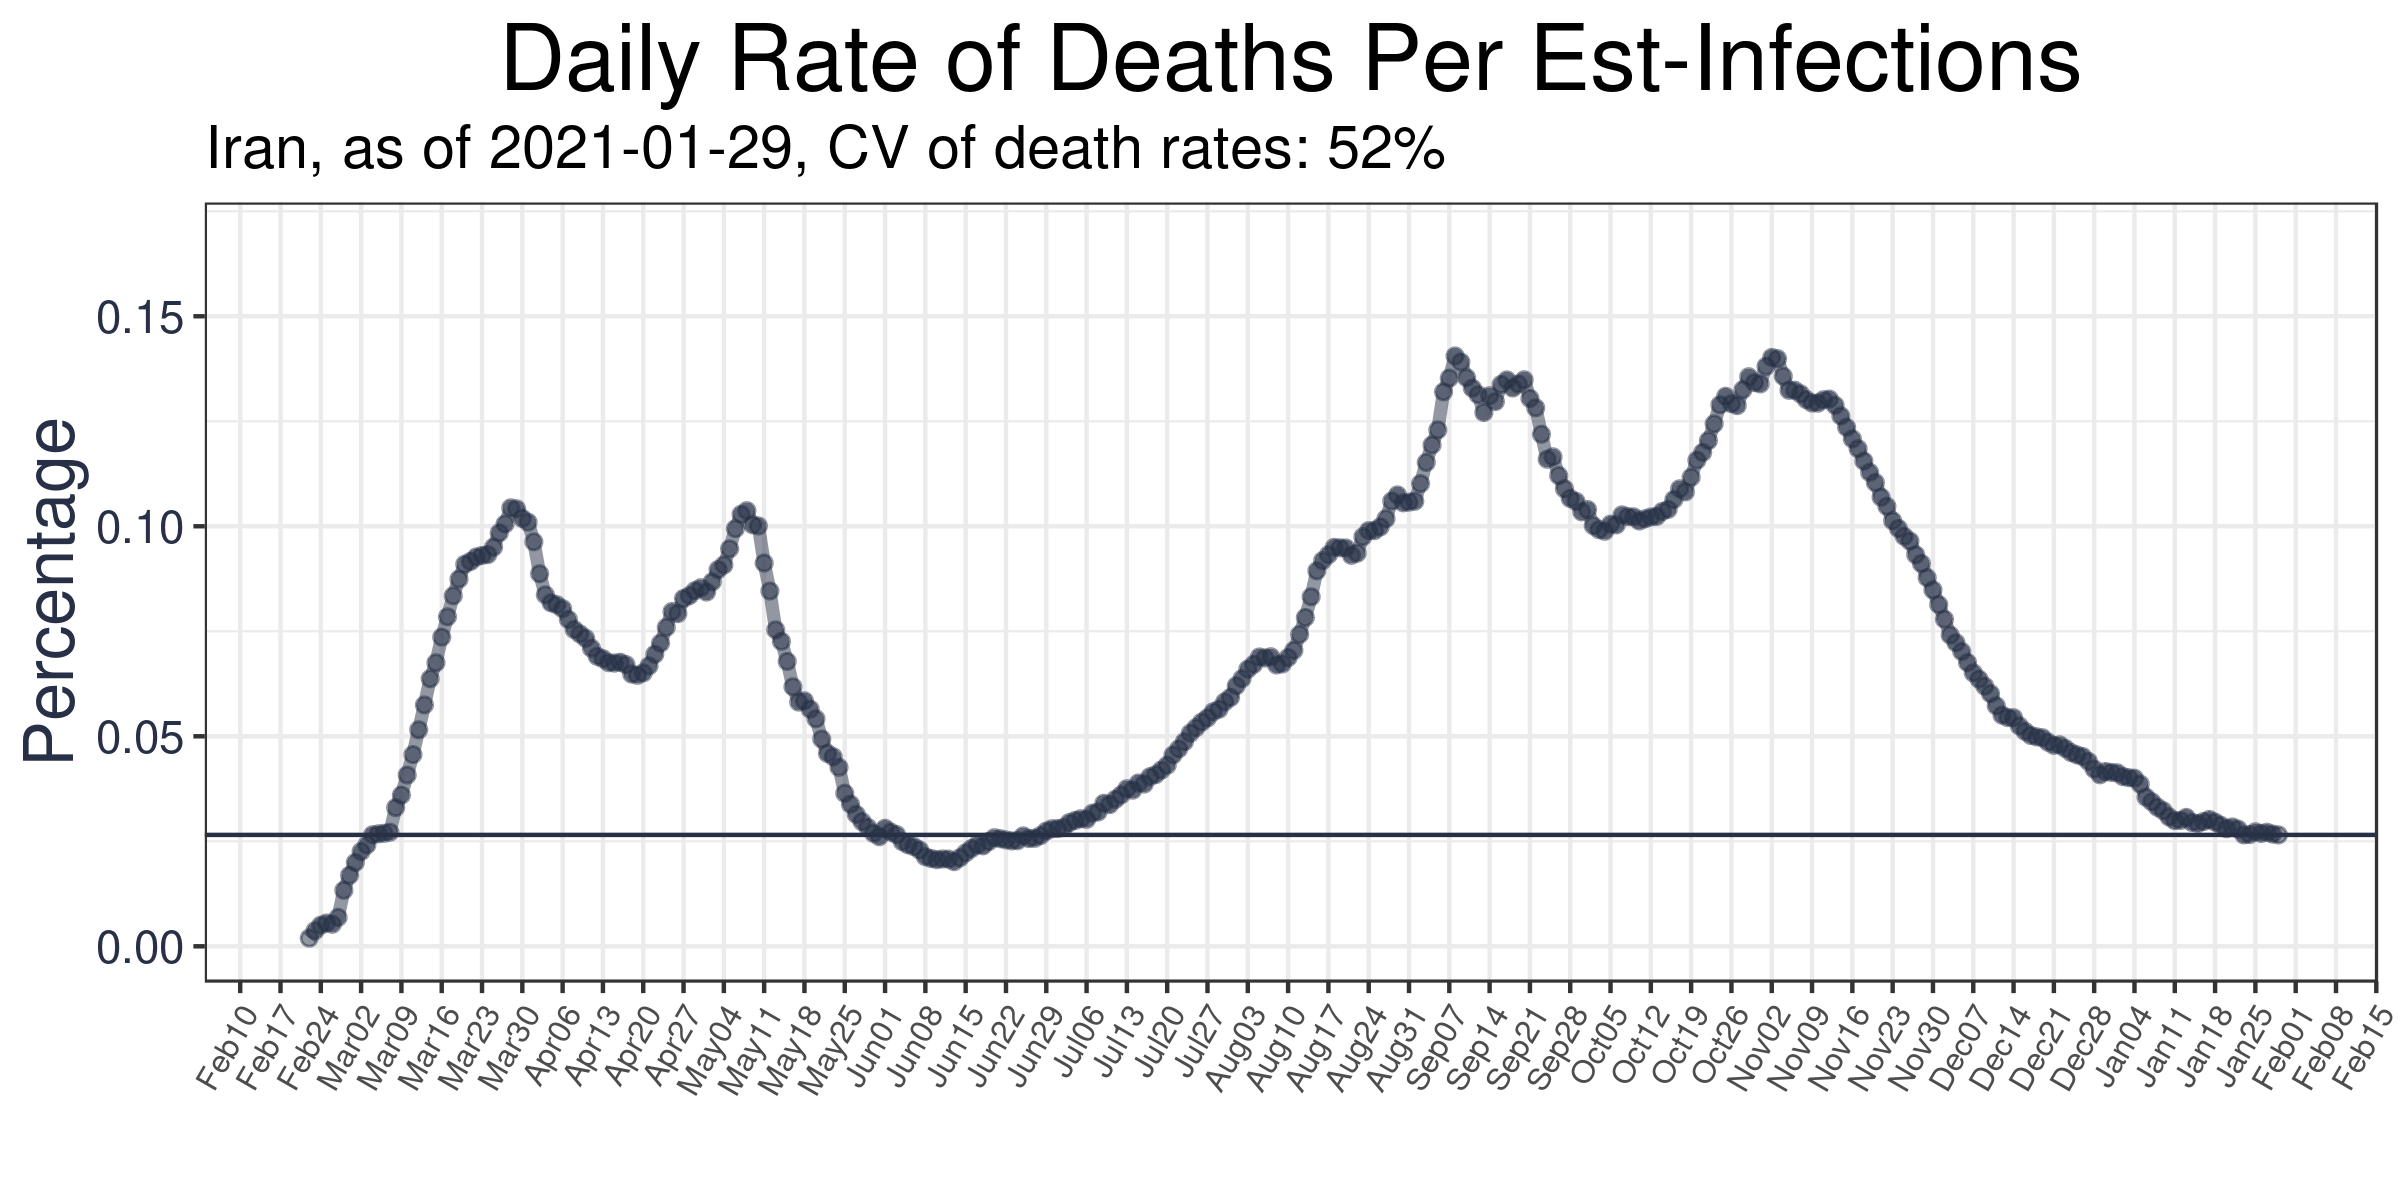 Daily Rate of Deaths Per Est-Infections
Iran, as of 2021-01-29, CV of death rates: 52%
Percentage
0.15
0.10
0.05
0.00
Feb10
Feb17
Feb24
Mar02
Mar09
Mar16
Mar23
Mar30
Apr06
Apr13
Apr20
Apr27
May04
May11
May18
May25
Jun01
Jun08
Jun15
Jun22
Jun29
Jul06
Jul13
Jul20
Jul27
Aug03
Aug10
Aug17
Aug24
Aug31
Sep07
Sep14
Sep21
Sep28
Oct05
Oct12
Oct19
Oct26
Nov02
Nov09
Nov16
Nov23
Nov30
Dec07
Dec14
Dec21
Dec28
Jan04
Jan11
Jan18
Jan25
Feb01
Feb08
Feb15